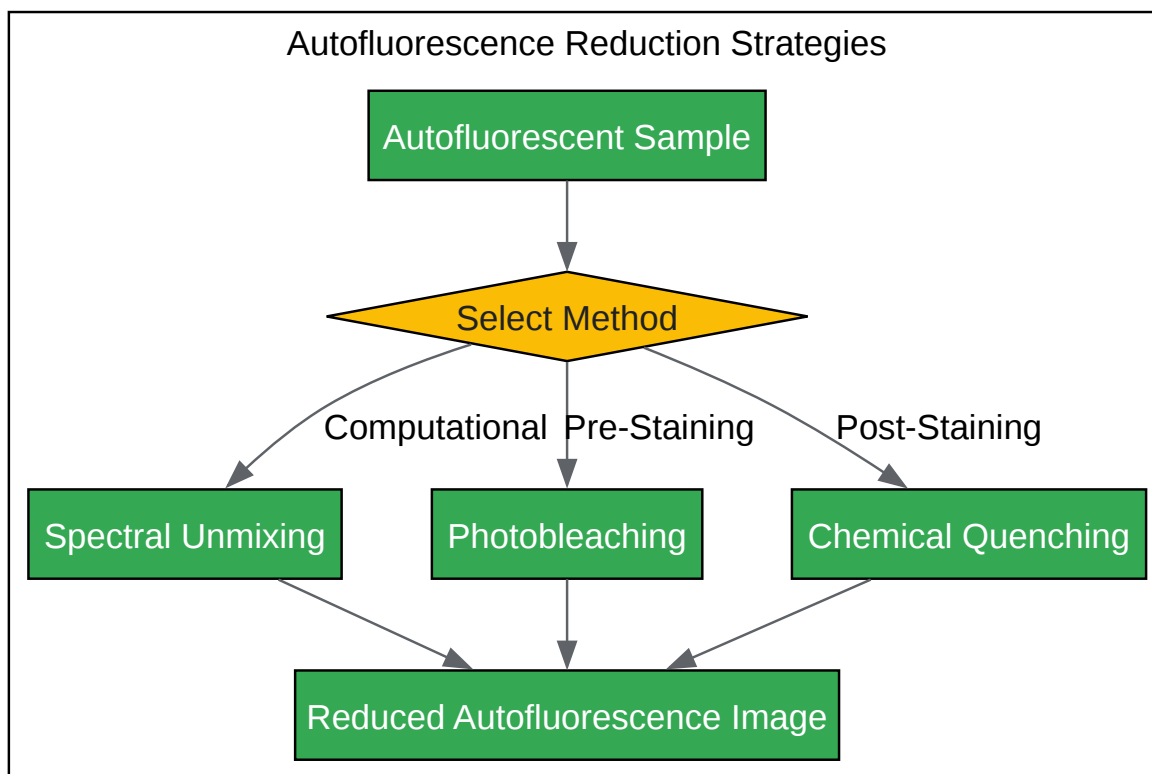 Autofluorescence Reduction Strategies
Autofluorescent Sample
Select Method
Computational
Pre-Staining
Post-Staining
Spectral Unmixing
Photobleaching
Chemical Quenching
Reduced Autofluorescence Image